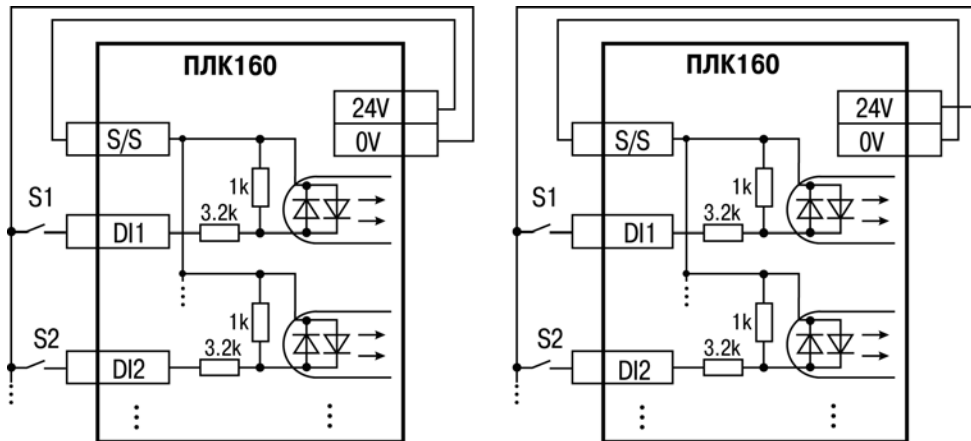 ПЛК160
24V
0V
S/S
1k
S1
3.2k
DI1
1k
S2
3.2k
DI2
ПЛК160
24V
0V
S/S
1k
S1
3.2k
DI1
1k
S2
3.2k
DI2